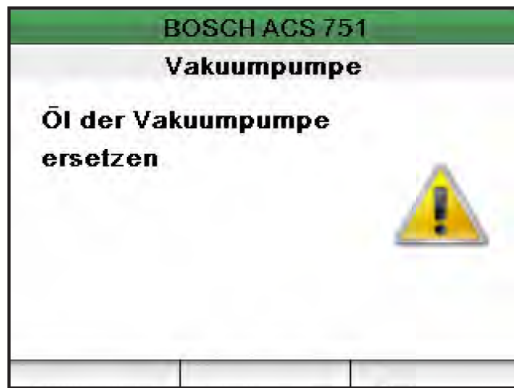 BOSCH ACS 751
Vakuumpumpe
Öl der Vakuumpumpe
ersetzen